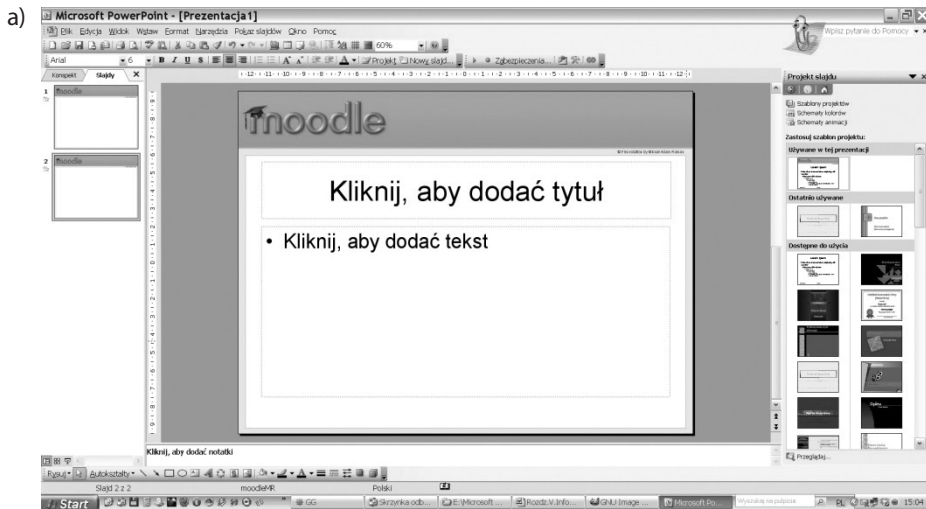 a)
Microsoft PowerPoint - [Prezentacja1]
Plik Edycja Widok Wstaw Format Narzędzia Pokaz slajdów Okno Pomoc
Wpisz pytanie do Pomocy
60%
Arial 6 B I U S Projekt Nowy slajd... Zabezpieczenia...
Konspekt Slajdy
Projekt slajdu
1
moodle
2
moodle
moodle
Szablony projektów
Schematy kolorów
Schematy animacji
Zastosuj szablon projektu:
Używane w tej prezentacji
Ostatnio używane
Dostępne do użycia
Kliknij, aby dodać tytuł
• Kliknij, aby dodać tekst
Kliknij, aby dodać notatki
Przeglądaj...
Rysuj Autokształty
Slajd 2 z 2 moodleMR Polski
Start GG Skrzynka odb... E:\Microsoft ... Rozdz.V.Info... GNU Image ... Microsoft Po... Wyszukaj na pulpicie PL 15:04